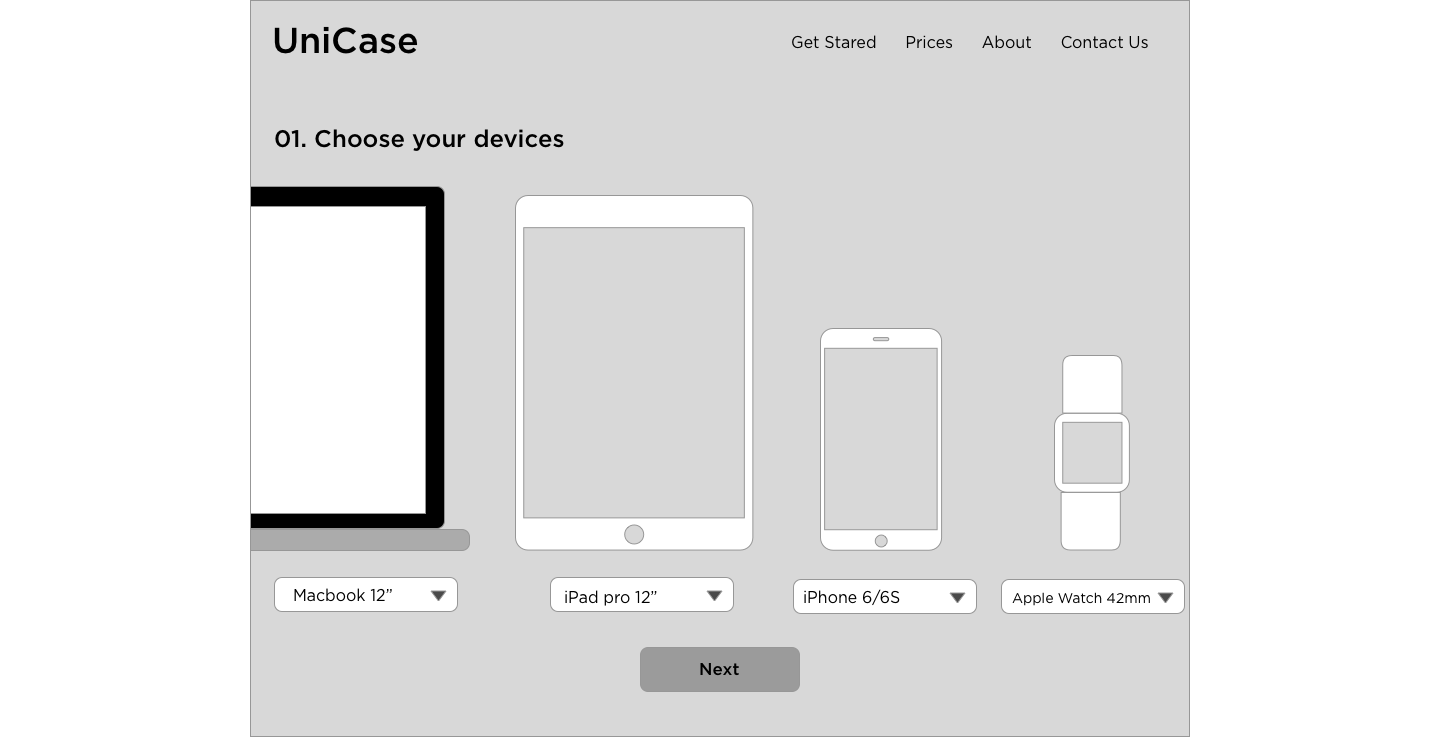 UniCase
Get Stared Prices About Contact Us
01. Choose your devices
Macbook 12”
iPad pro 12”
iPhone 6/6S
Apple Watch 42mm
Next